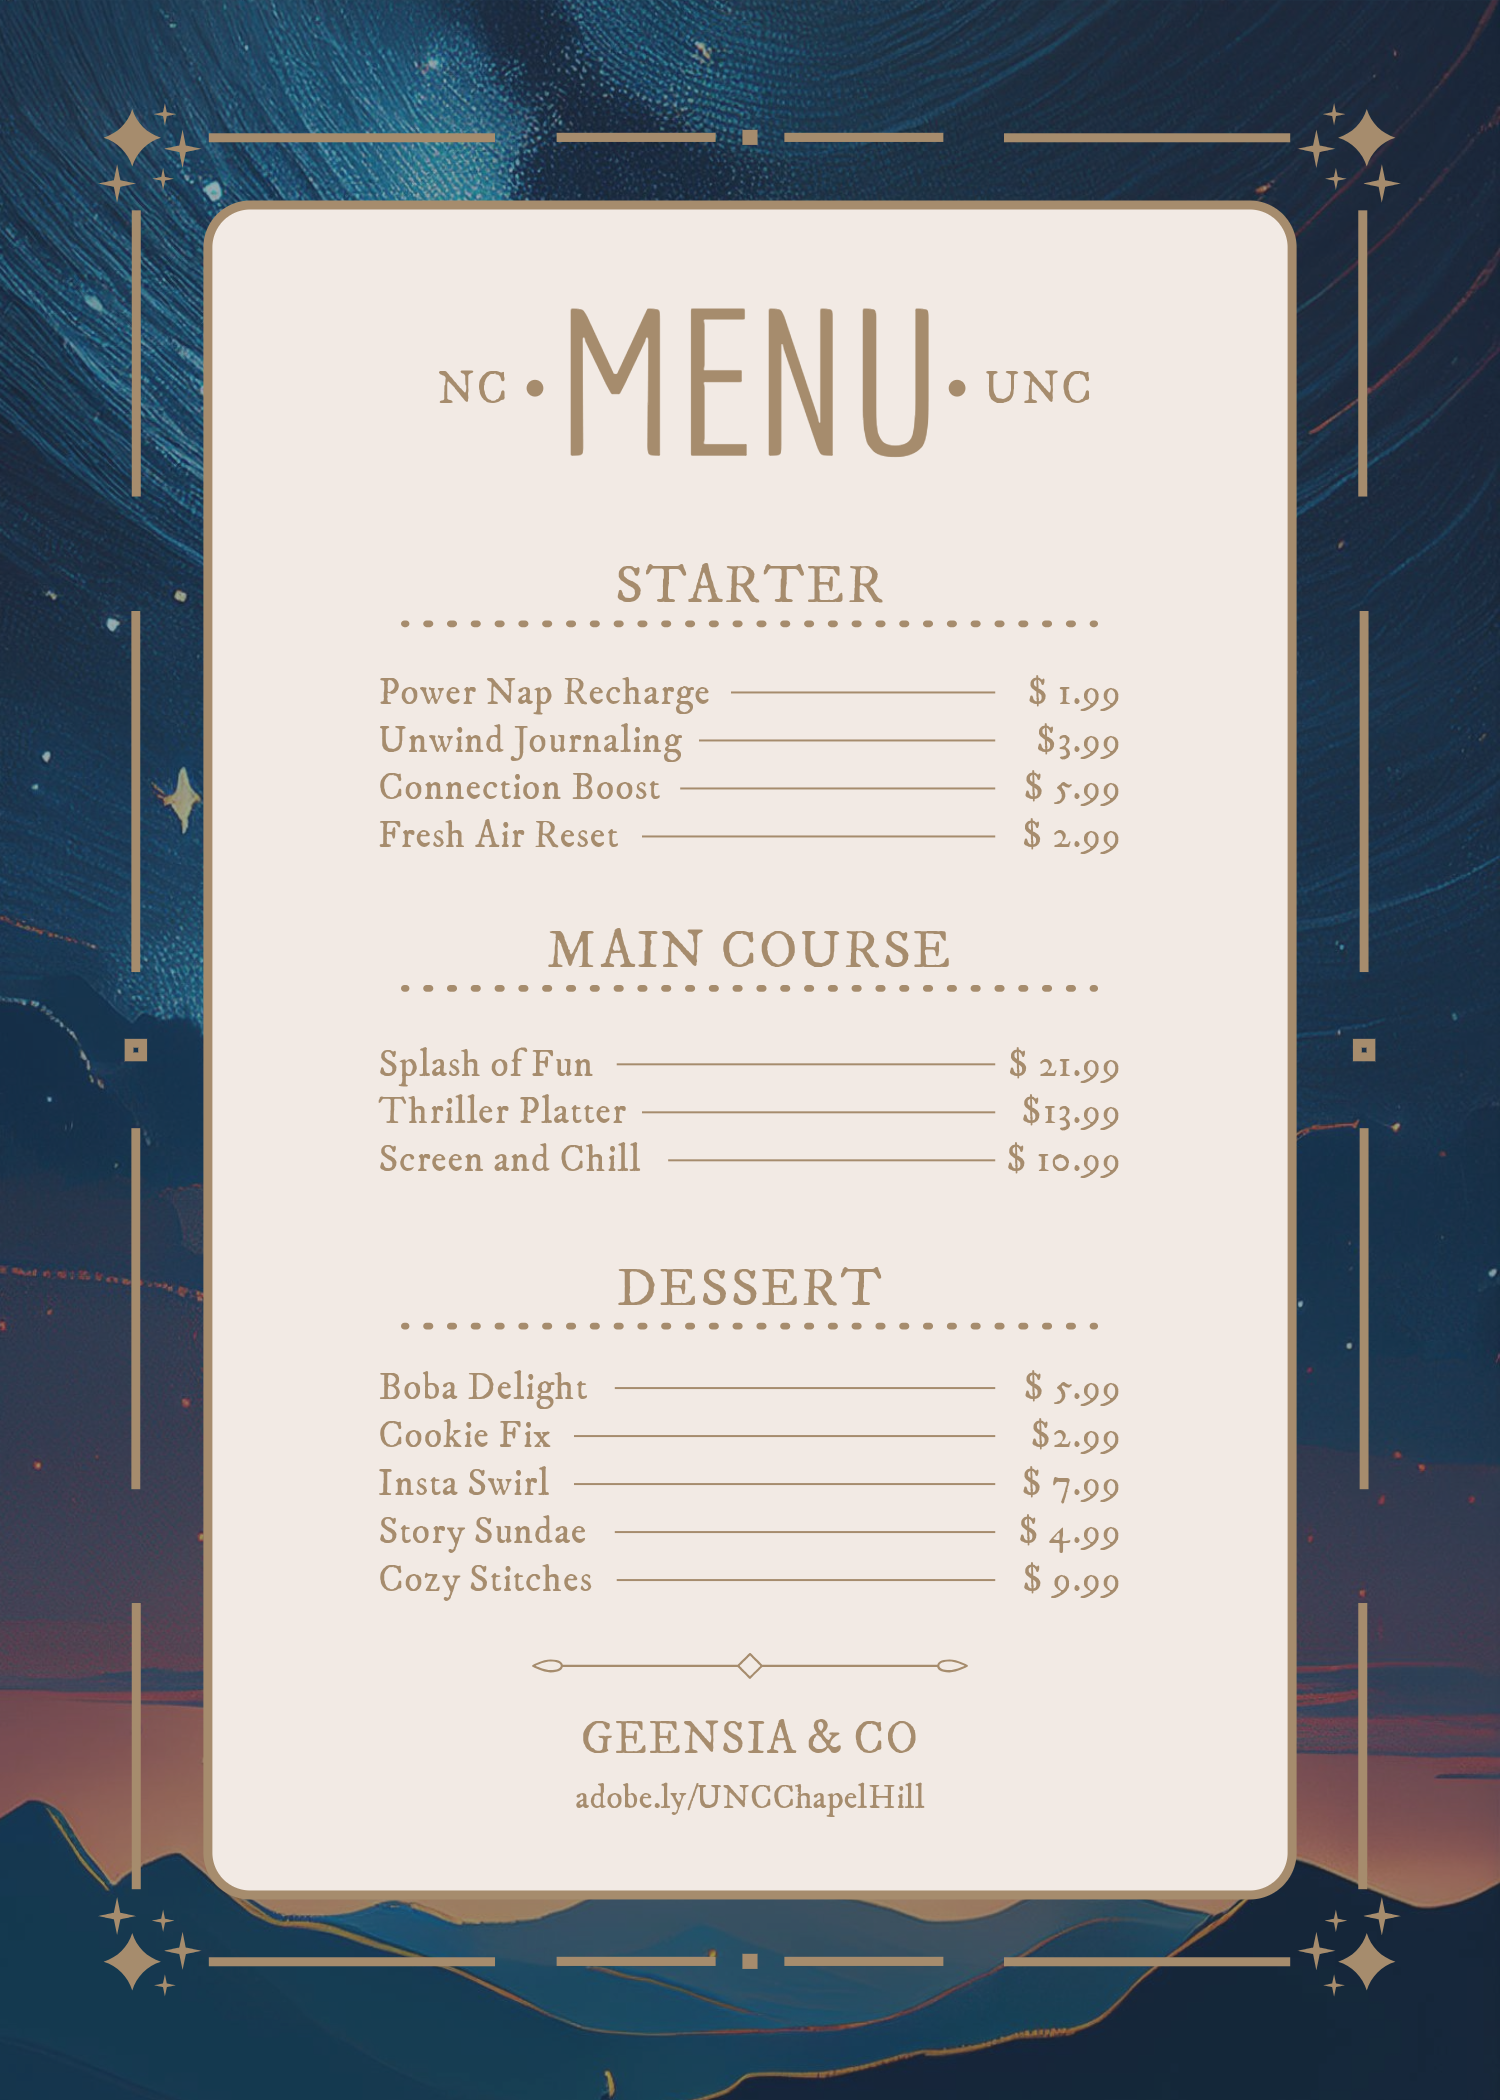 NC • MENU • UNC
STARTER
Power Nap Recharge $ 1.99
Unwind Journaling $3.99
Connection Boost $ 5.99
Fresh Air Reset $ 2.99
MAIN COURSE
Splash of Fun $ 21.99
Thriller Platter $13.99
Screen and Chill $ 10.99
DESSERT
Boba Delight $ 5.99
Cookie Fix $2.99
Insta Swirl $ 7.99
Story Sundae $ 4.99
Cozy Stitches $ 9.99
GEENSIA & CO
adobe.ly/UNCChapelHill